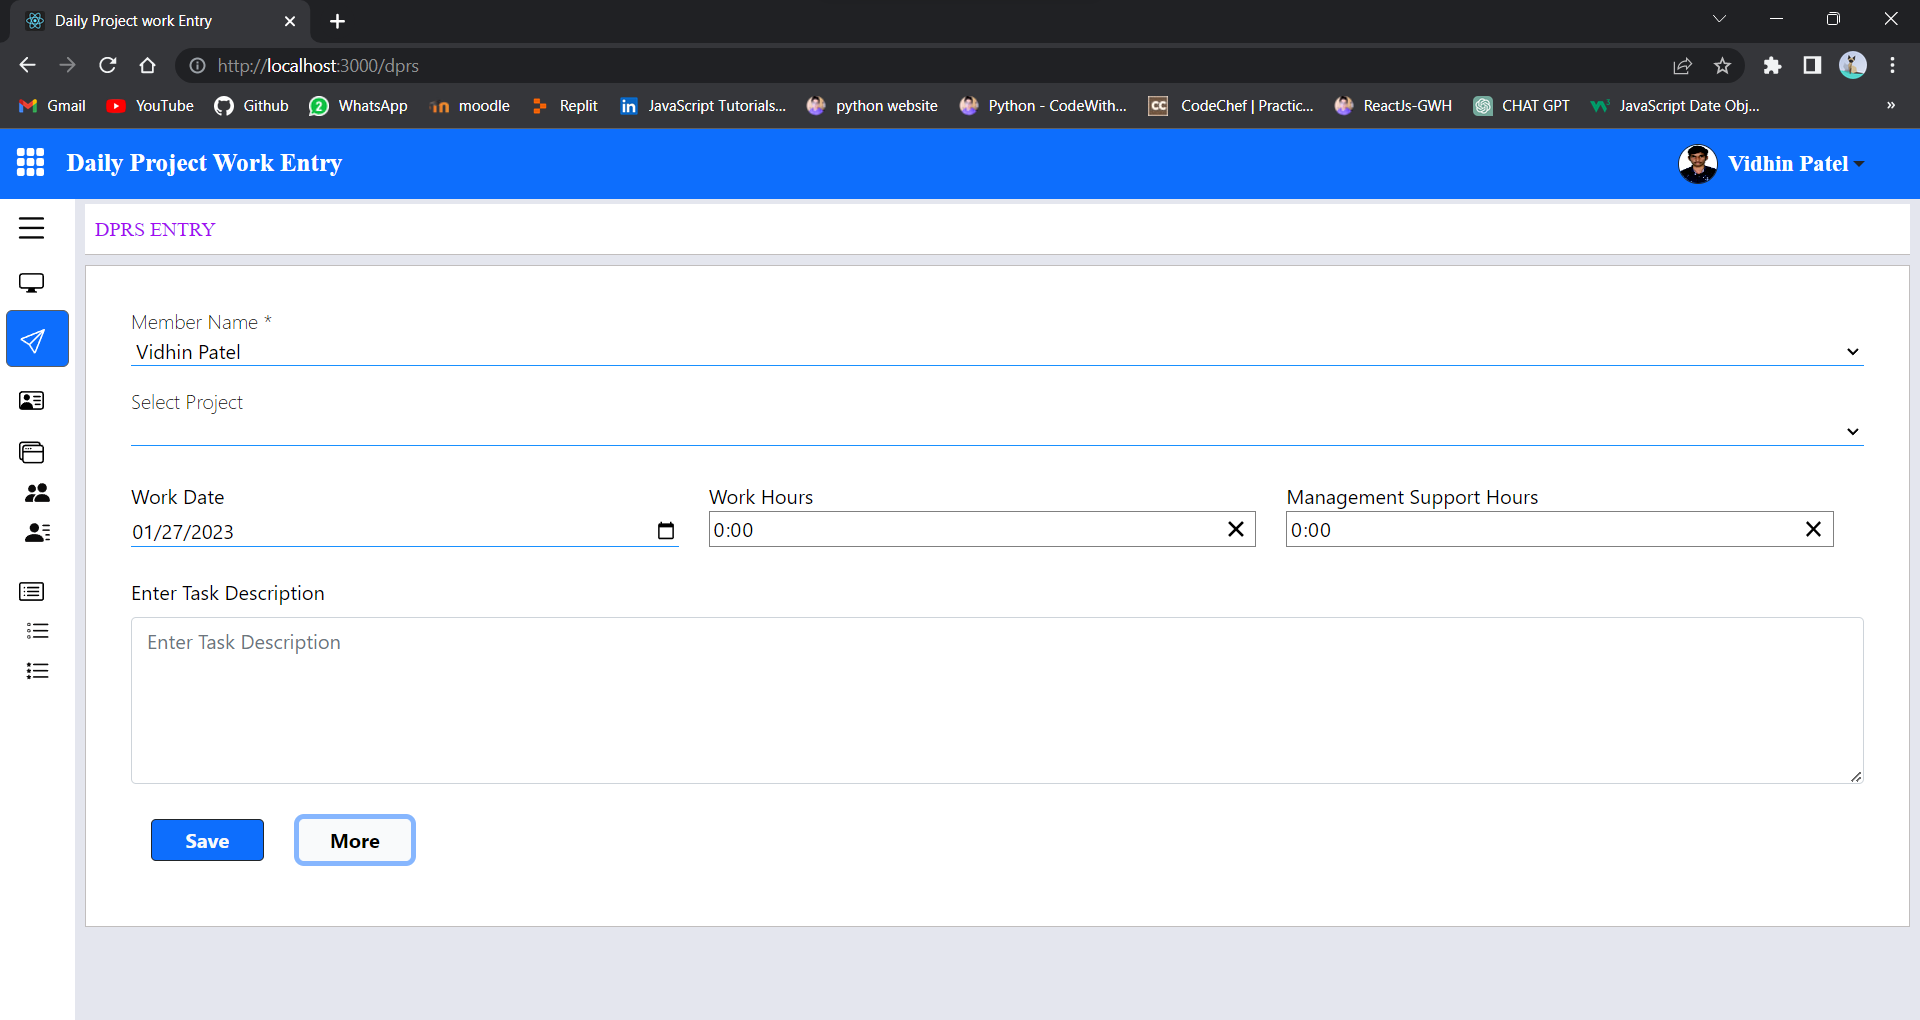 Daily Project work Entry
http://localhost:3000/dprs
Gmail YouTube Github 2 WhatsApp moodle Replit in JavaScript Tutorials... python website Python - CodeWith... CC CodeChef | Practic... ReactJs-GWH CHAT GPT JavaScript Date Obj... »
Daily Project Work Entry Vidhin Patel
DPRS ENTRY
Member Name *
Vidhin Patel
Select Project
Work Date Work Hours Management Support Hours
01/27/2023 0:00 0:00
Enter Task Description
Enter Task Description
Save More